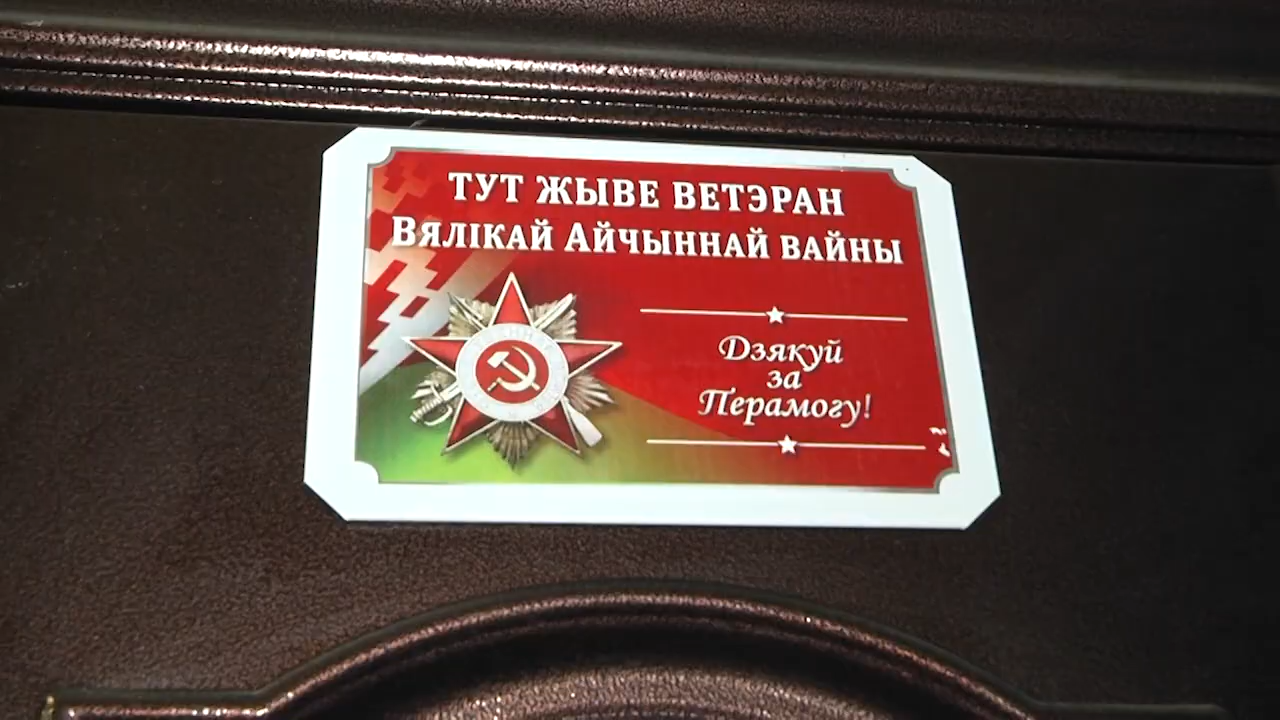 ТУТ ЖЫВЕ ВЕТЭРАН
ВЯЛІКАЙ АЙЧЫННАЙ ВАЙНЫ
Дзякуй
за
Перамогу!